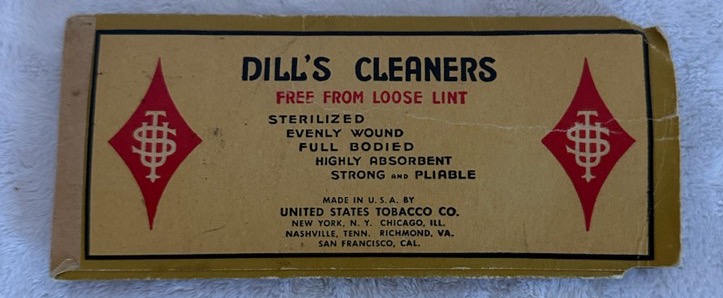 DILL'S CLEANERS
FREE FROM LOOSE LINT
STERILIZED
EVENLY WOUND
FULL BODIED
HIGHLY ABSORBENT
STRONG AND PLIABLE
MADE IN U.S.A. BY
UNITED STATES TOBACCO CO.
NEW YORK, N.Y. CHICAGO, ILL.
NASHVILLE, TENN. RICHMOND, VA.
SAN FRANCISCO, CAL.